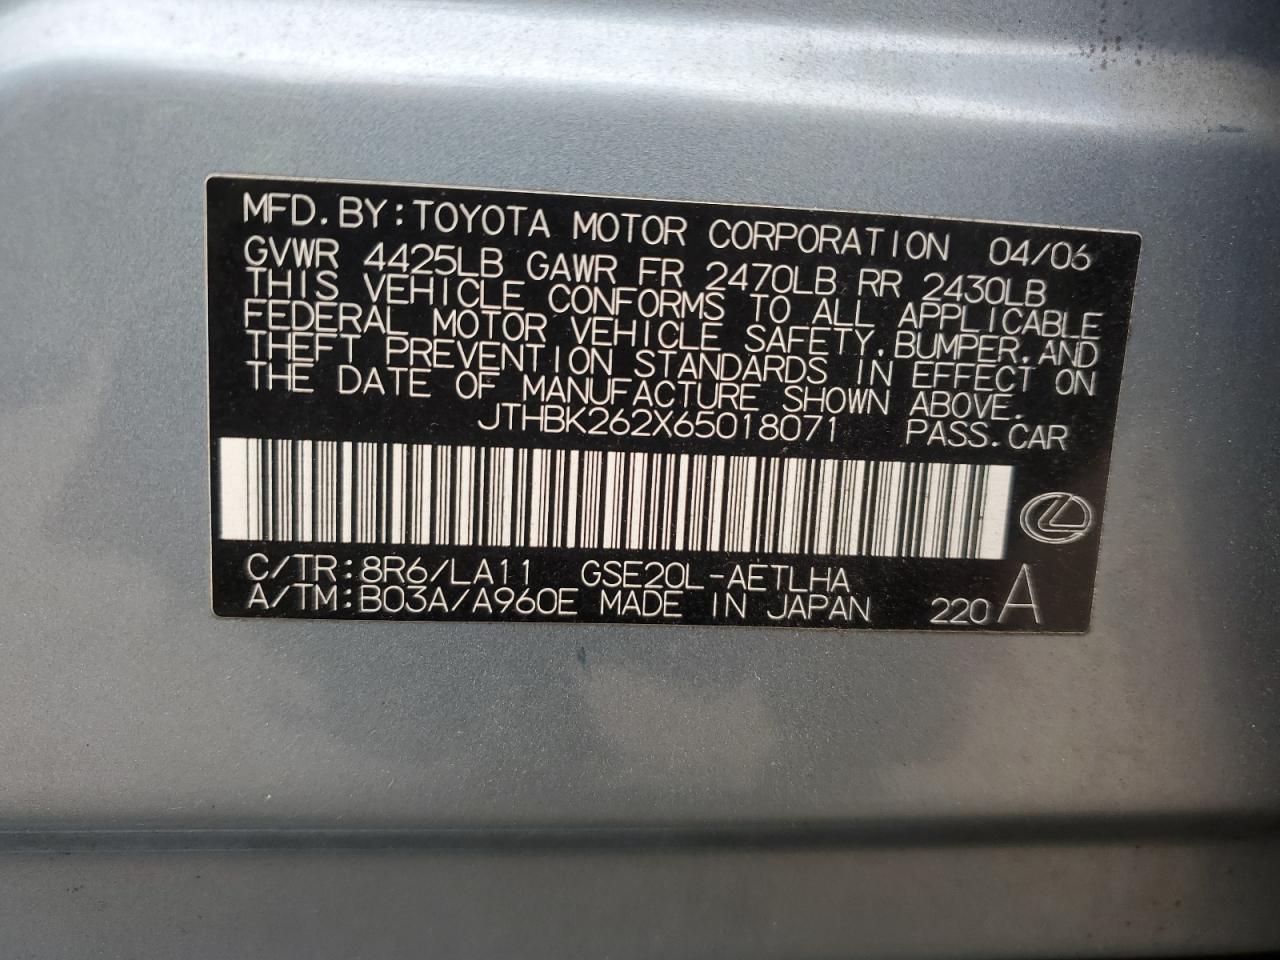 MFD.BY:TOYOTA MOTOR CORPORATION 04/06
GVWR 4425LB GAWR FR 2470LB RR 2430LB
THIS VEHICLE CONFORMS TO ALL APPLICABLE
FEDERAL MOTOR VEHICLE SAFETY,BUMPER,AND
THEFT PREVENTION STANDARDS IN EFFECT ON
THE DATE OF MANUFACTURE SHOWN ABOVE.
JTHBK262X65018071 PASS.CAR
C/TR:8R6/LA11 GSE20L-AETLHA
A/TM:B03A/A960E MADE IN JAPAN 220 A